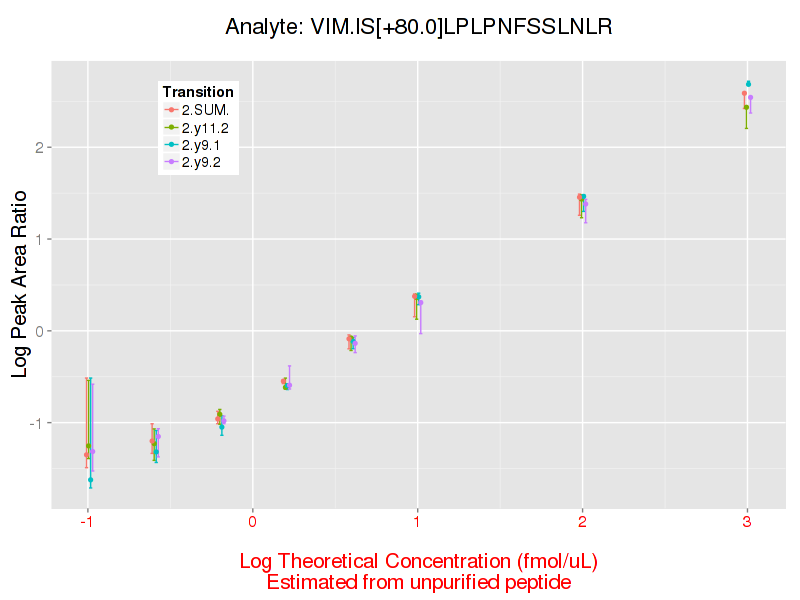 Analyte: VIM.IS[+80.0]LPLPNFSSLNLR
Transition
2.SUM.
2.y11.2
2.y9.1
2.y9.2
Log Peak Area Ratio
2
1
0
-1
-1 0 1 2 3
Log Theoretical Concentration (fmol/uL)
Estimated from unpurified peptide